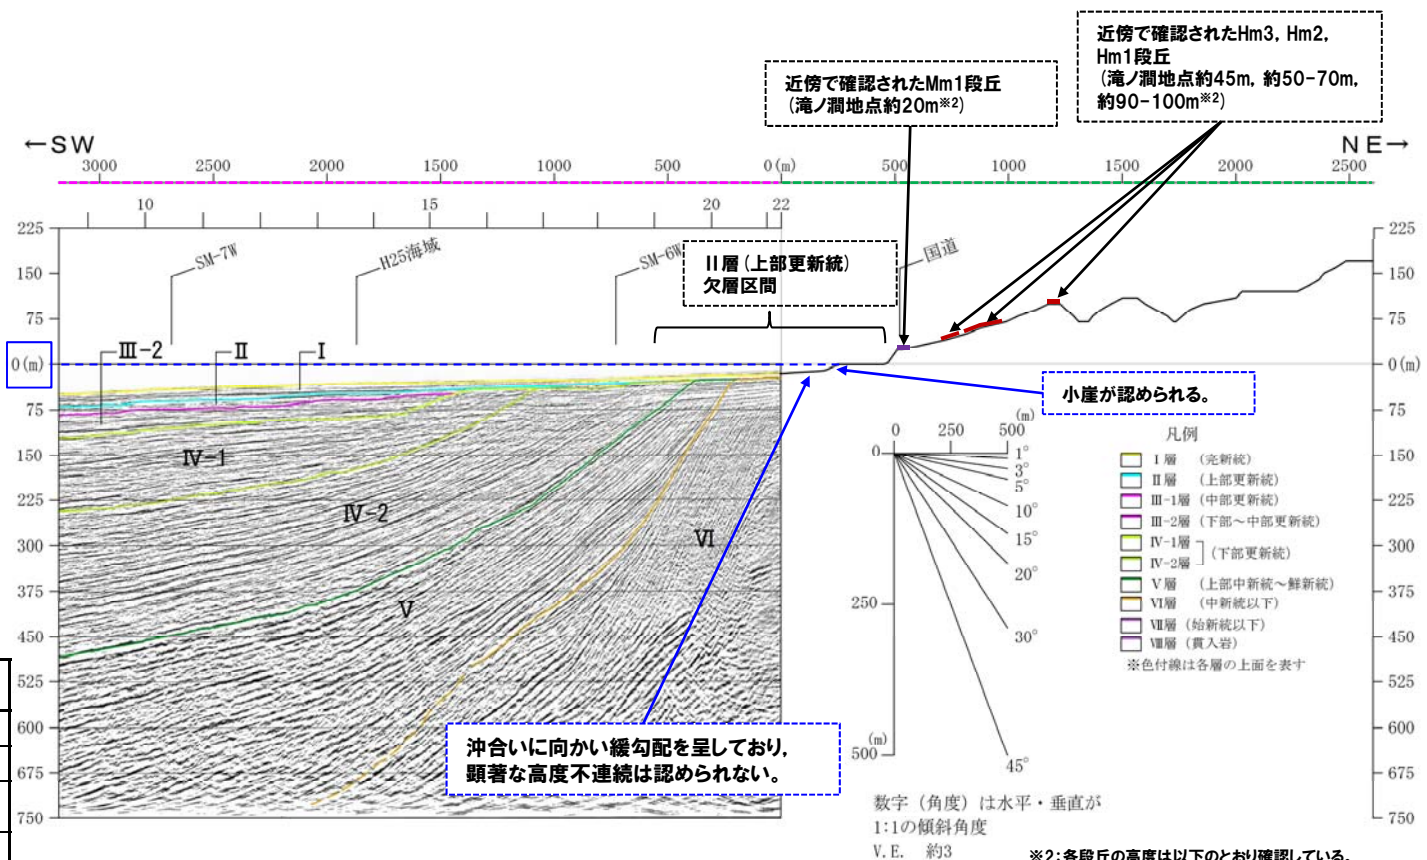 近傍で確認されたHm3, Hm2,
Hm1段丘
(滝ノ澗地点約45m, 約50-70m,
約90-100m※2)
近傍で確認されたMm1段丘
(滝ノ澗地点約20m※2)
←SW
NE→
3000 2500 2000 1500 1000 500 0(m) 500 1000 1500 2000 2500
10 15 20 22
225
150
75
0(m)
75
150
225
300
375
450
525
600
675
750
SM-7W
H25海域
SM-6W
国道
II層(上部更新統)
欠層区間
III-2
II
I
IV-1
IV-2
V
VI
小崖が認められる。
沖合いに向かい緩勾配を呈しており,
顕著な高度不連続は認められない。
(m)
0 250 500
0
250
(m)
500
1°
3°
5°
10°
15°
20°
30°
45°
数字(角度)は水平・垂直が
1:1の傾斜角度
V.E. 約3
凡例
I層 (完新統)
II層 (上部更新統)
III-1層 (中部更新統)
III-2層 (下部~中部更新統)
IV-1層
(下部更新統)
IV-2層
V層 (上部中新統~鮮新統)
VI層 (中新統以下)
VII層 (始新統以下)
VIII層 (貫入岩)
※色付線は各層の上面を表す
225
150
75
0(m)
75
150
225
300
375
450
525
600
675
750
※2:各段丘の高度は以下のとおり確認している。